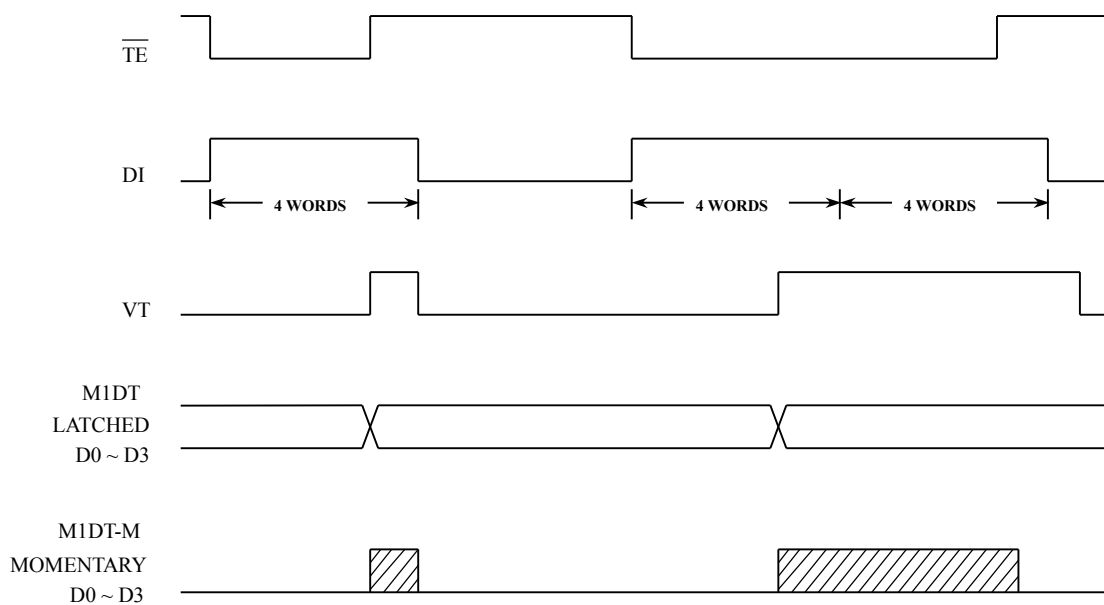 TE
DI
4 WORDS
4 WORDS
4 WORDS
VT
M1DT
LATCHED
D0 ~ D3
M1DT-M
MOMENTARY
D0 ~ D3